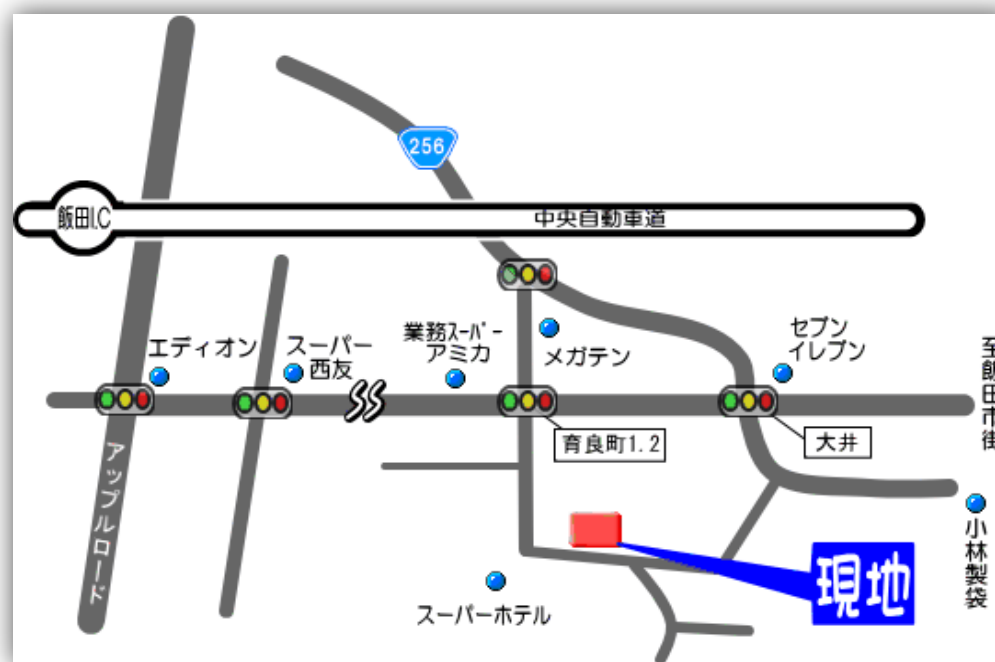 256
飯田I.C
中央自動車道
エディオン
スーパー
西友
業務スーパー
アミカ
メガテン
セブン
イレブン
至飯田市街
育良町1.2
大井
アップルロード
スーパーホテル
現地
小林製袋